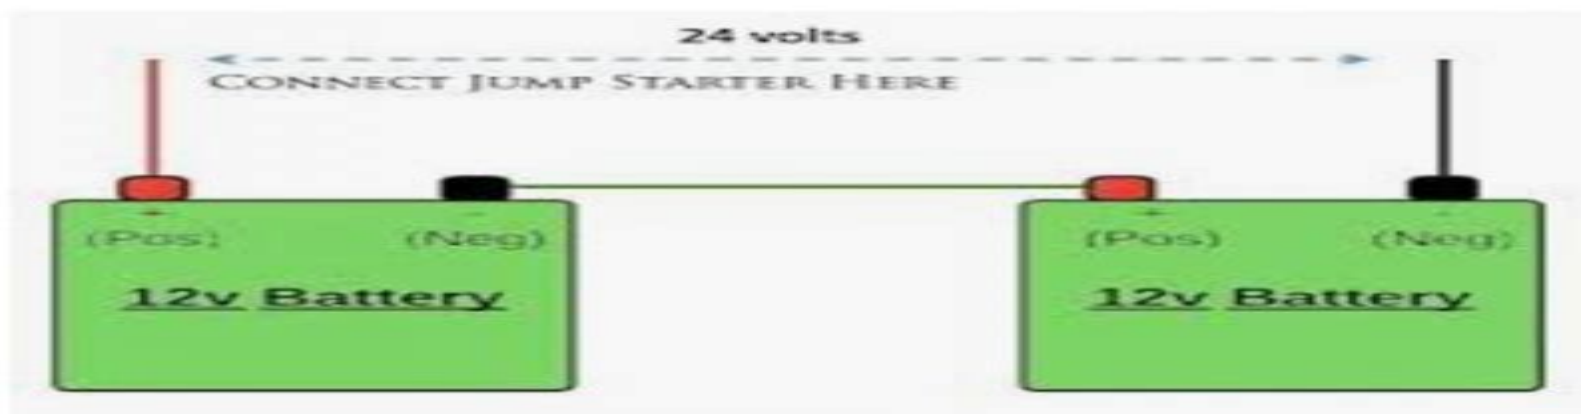 24 volts
CONNECT JUMP STARTER HERE
+ - + -
(Pos) (Neg) (Pos) (Neg)
12v Battery 12v Battery